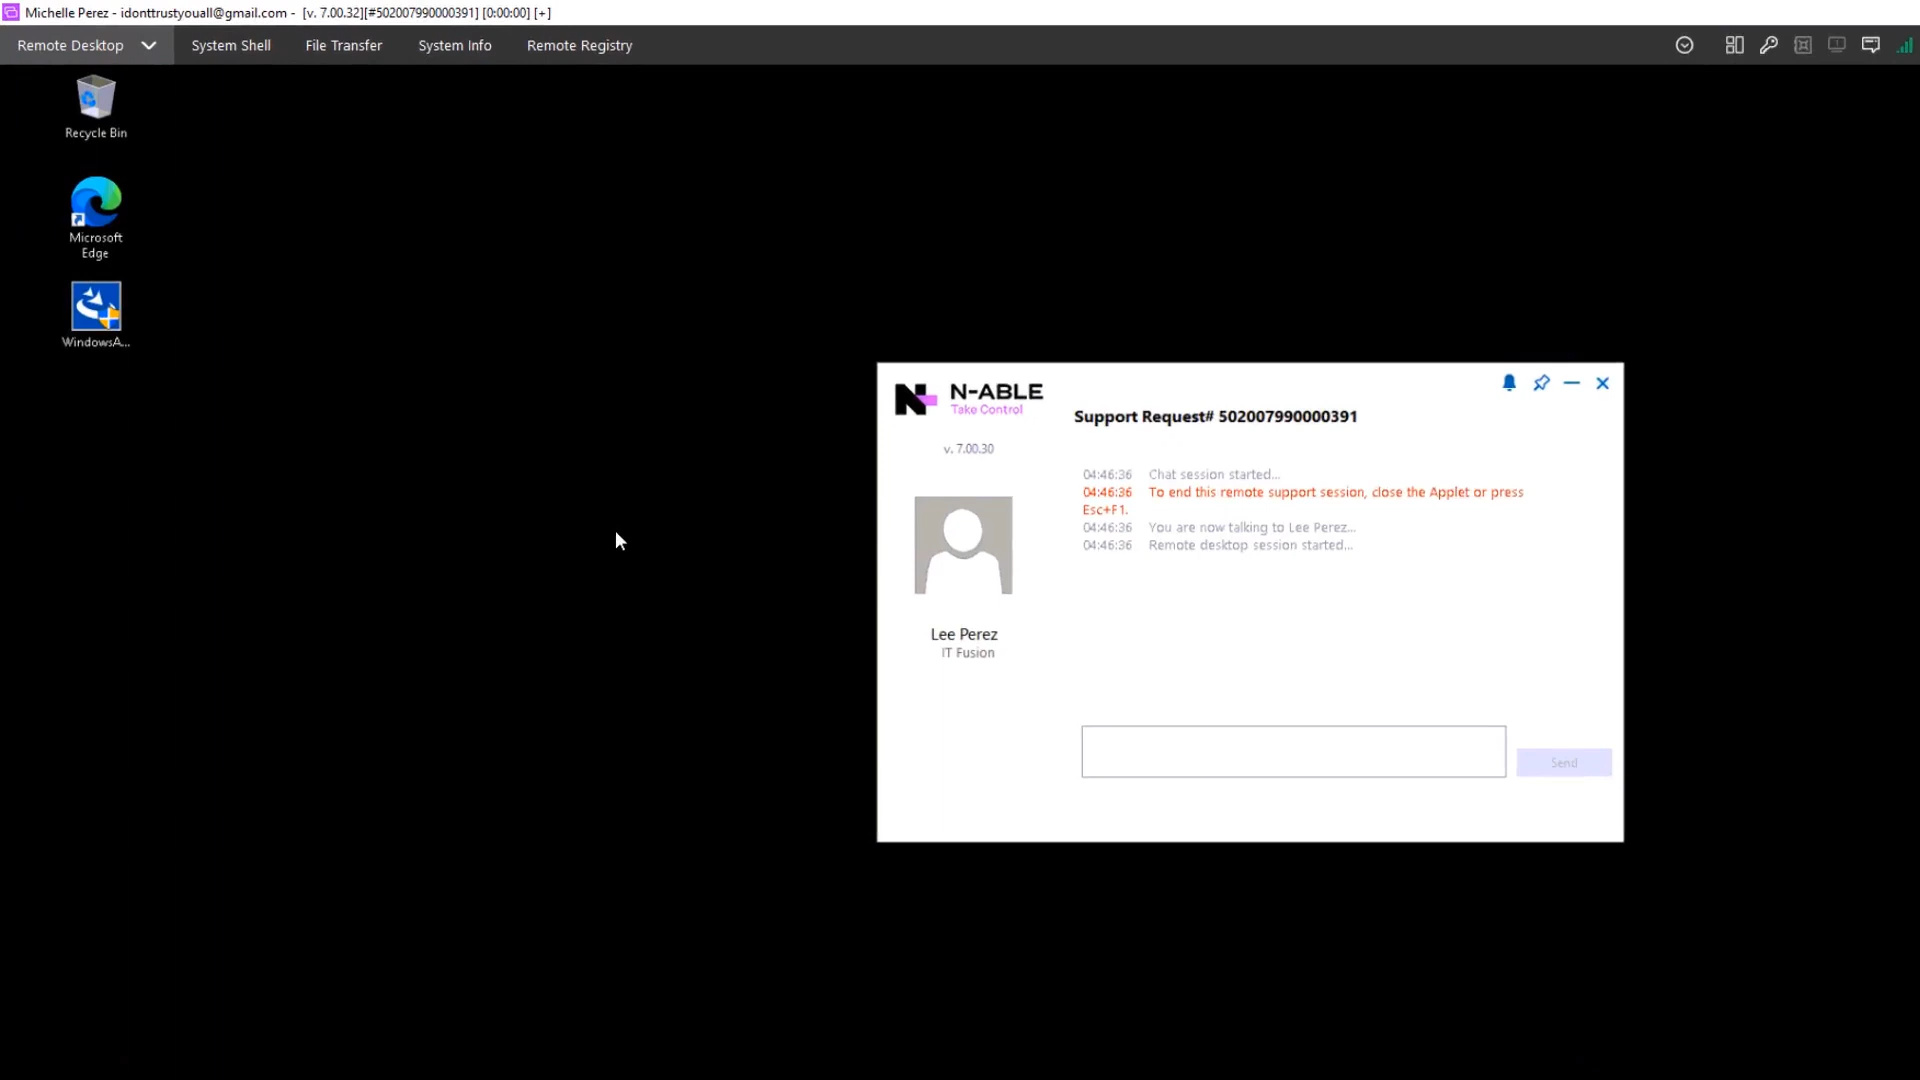 Michelle Perez - idonttrustyouall@gmail.com - [v. 7.00.32][#502007990000391] [0:00:00] [+]
Remote Desktop System Shell File Transfer System Info Remote Registry
Recycle Bin
Microsoft
Edge
WindowsA...
N-ABLE
Take Control
v. 7.00.30
Lee Perez
IT Fusion
Support Request# 502007990000391
04:46:36 Chat session started...
04:46:36 To end this remote support session, close the Applet or press
Esc+F1.
04:46:36 You are now talking to Lee Perez...
04:46:36 Remote desktop session started...
Send